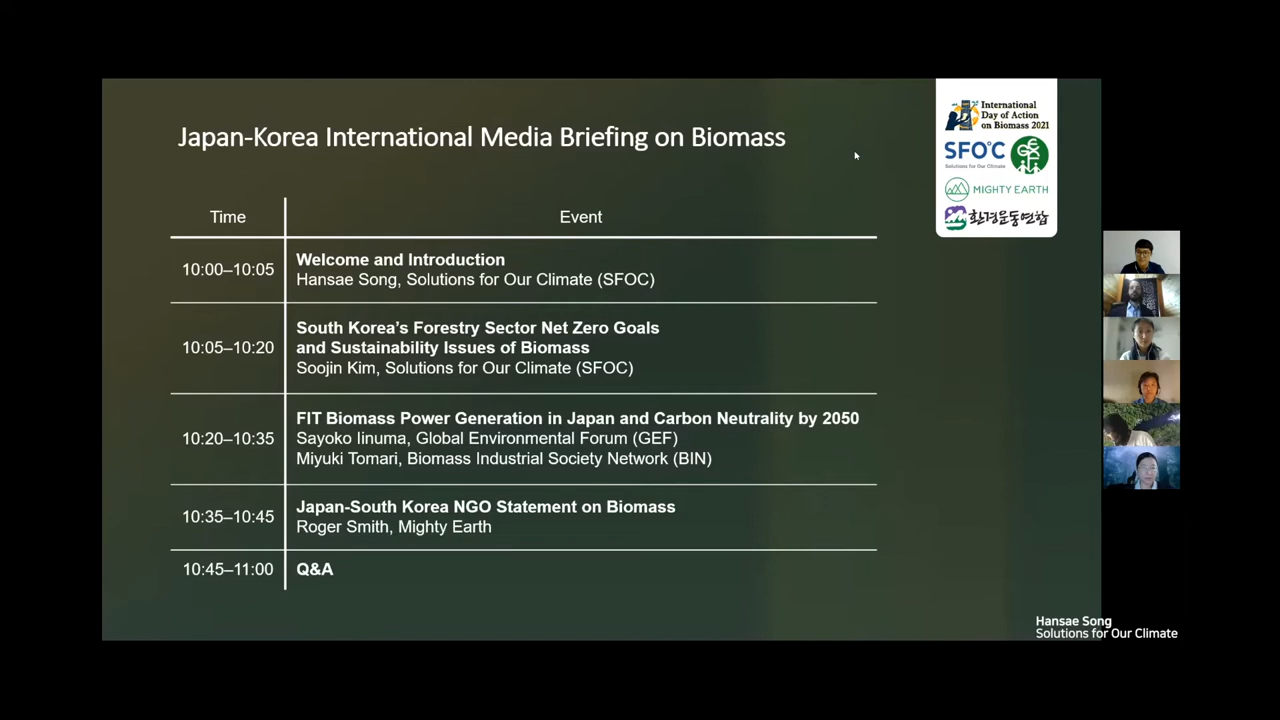 Japan-Korea International Media Briefing on Biomass
International
Day of Action
on Biomass 2021
SFOC
Solutions for Our Climate
GEF
MIGHTY EARTH
환경운동연합
Time Event
10:00–10:05
Welcome and Introduction
Hansae Song, Solutions for Our Climate (SFOC)
10:05–10:20
South Korea's Forestry Sector Net Zero Goals
and Sustainability Issues of Biomass
Soojin Kim, Solutions for Our Climate (SFOC)
10:20–10:35
FIT Biomass Power Generation in Japan and Carbon Neutrality by 2050
Sayoko Iinuma, Global Environmental Forum (GEF)
Miyuki Tomari, Biomass Industrial Society Network (BIN)
10:35–10:45
Japan-South Korea NGO Statement on Biomass
Roger Smith, Mighty Earth
10:45–11:00
Q&A
Hansae Song
Solutions for Our Climate